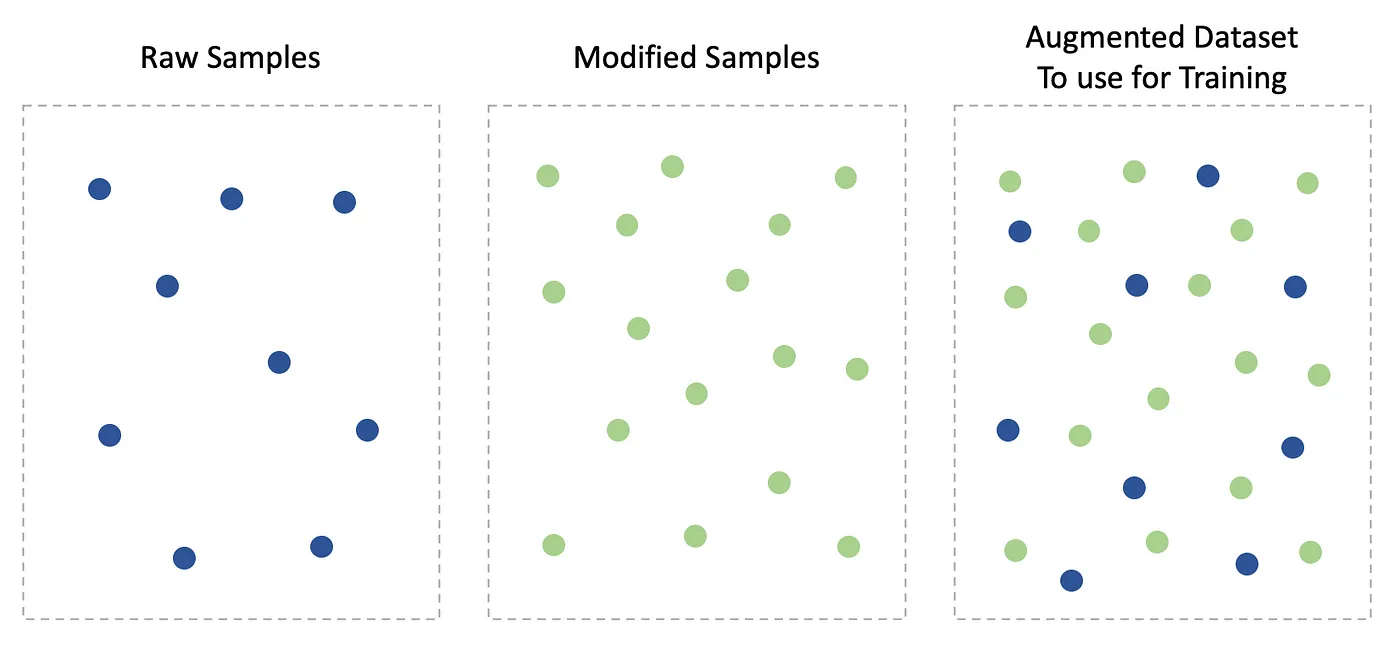 Raw Samples
Modified Samples
Augmented Dataset
To use for Training